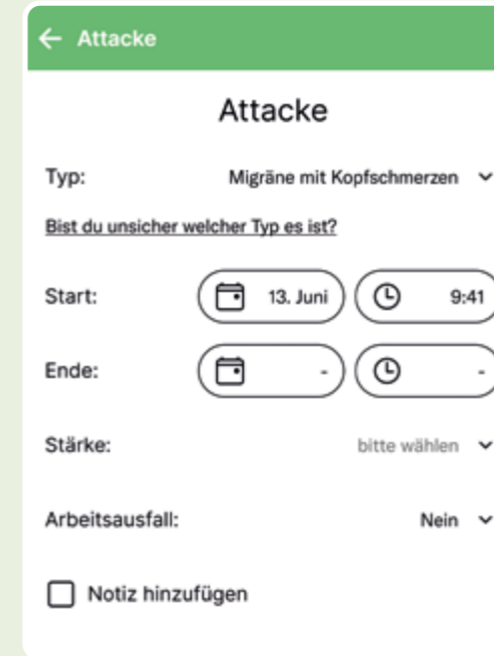 Attacke
Attacke
Typ: Migräne mit Kopfschmerzen
Bist du unsicher welcher Typ es ist?
Start: 13. Juni 9:41
Ende: - -
Stärke: bitte wählen
Arbeitsausfall: Nein
Notiz hinzufügen